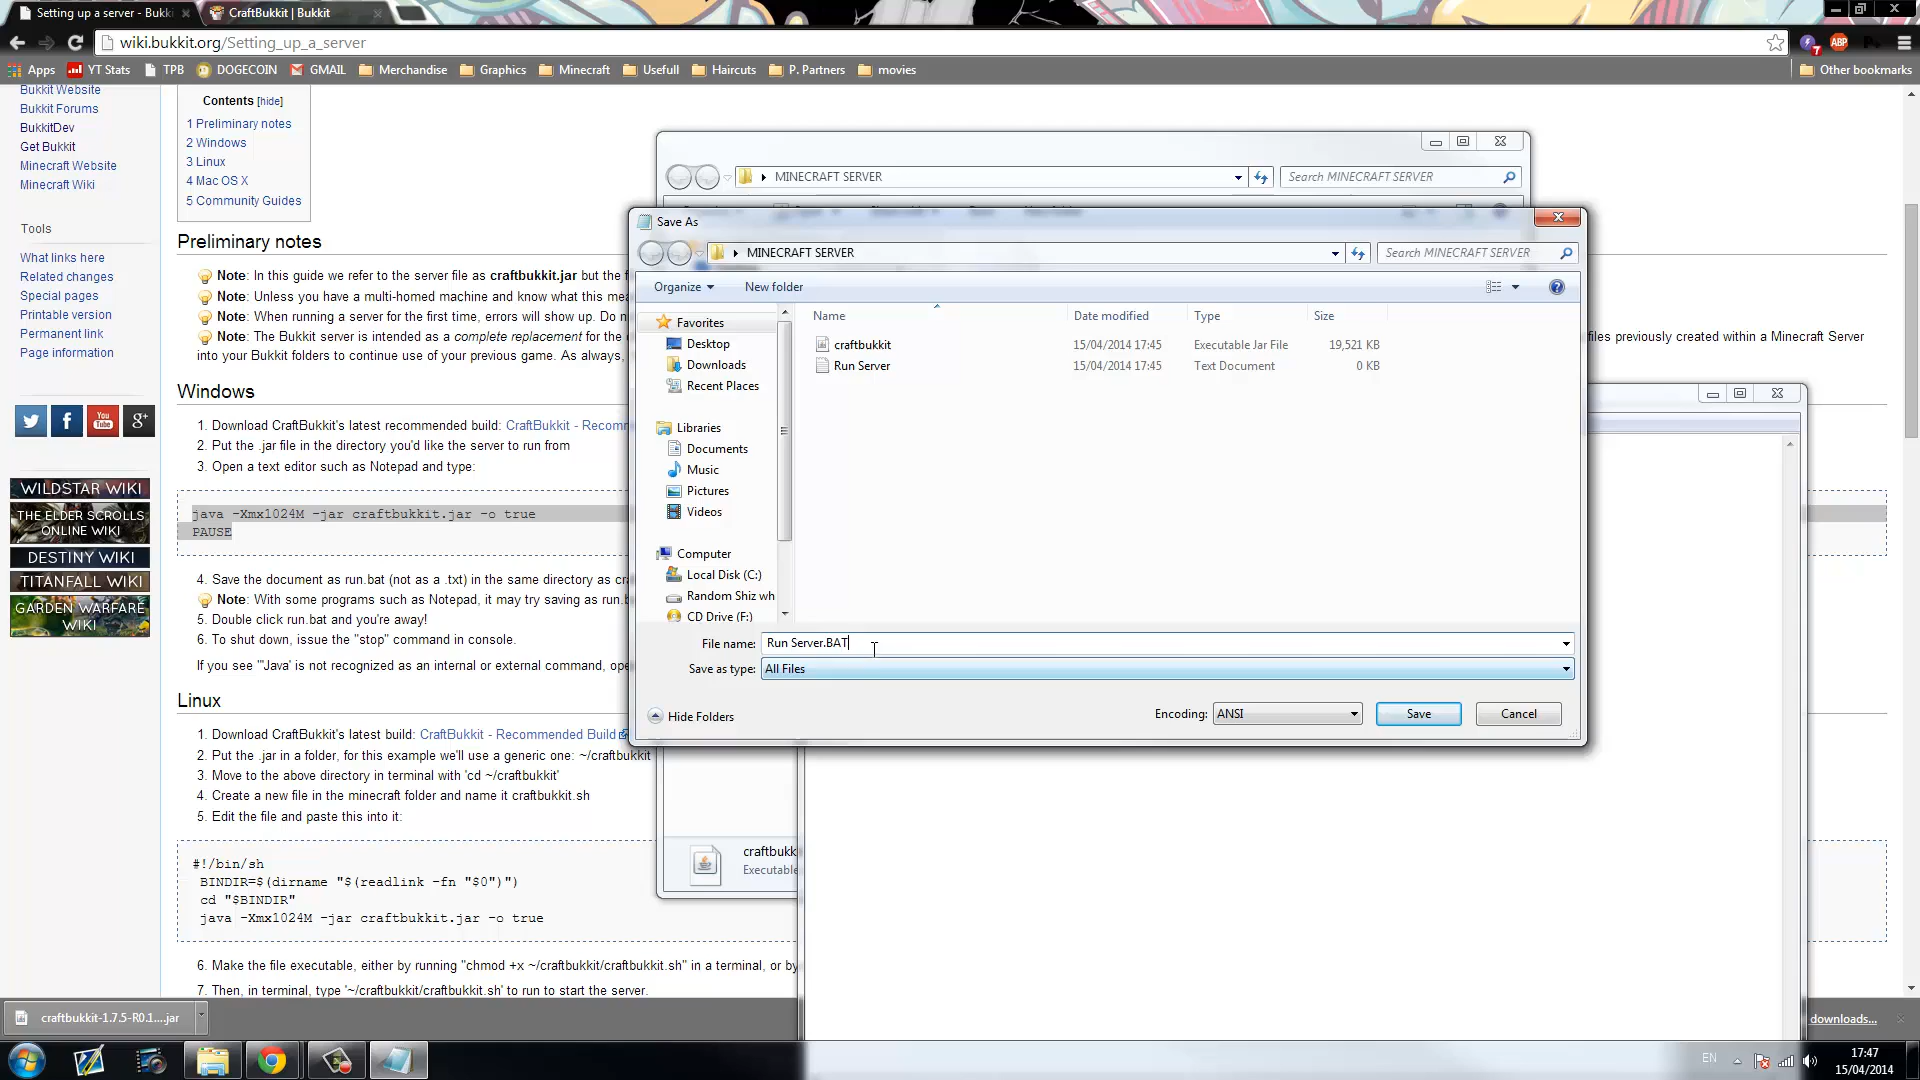 Setting up a server - Bukki
CraftBukkit | Bukkit
wiki.bukkit.org/Setting_up_a_server
Apps
YT Stats
TPB
DOGECOIN
GMAIL
Merchandise
Graphics
Minecraft
Usefull
Haircuts
P. Partners
movies
Other bookmarks
Bukkit Website
Bukkit Forums
BukkitDev
Get Bukkit
Minecraft Website
Minecraft Wiki
Tools
What links here
Related changes
Special pages
Printable version
Permanent link
Page information
WILDSTAR WIKI
THE ELDER SCROLLS
ONLINE WIKI
DESTINY WIKI
TITANFALL WIKI
GARDEN WARFARE
WIKI
Contents [hide]
1 Preliminary notes
2 Windows
3 Linux
4 Mac OS X
5 Community Guides
Preliminary notes
Note: In this guide we refer to the server file as craftbukkit.jar but the f
Note: Unless you have a multi-homed machine and know what this mea
Note: When running a server for the first time, errors will show up. Do n
Note: The Bukkit server is intended as a complete replacement for the
files previously created within a Minecraft Server
into your Bukkit folders to continue use of your previous game. As always,
Windows
1. Download CraftBukkit's latest recommended build: CraftBukkit - Recomm
2. Put the .jar file in the directory you'd like the server to run from
3. Open a text editor such as Notepad and type:
java -Xmx1024M -jar craftbukkit.jar -o true
PAUSE
4. Save the document as run.bat (not as a .txt) in the same directory as cra
Note: With some programs such as Notepad, it may try saving as run.b
5. Double click run.bat and you're away!
6. To shut down, issue the "stop" command in console.
If you see "'Java' is not recognized as an internal or external command, ope
Linux
1. Download CraftBukkit's latest build: CraftBukkit - Recommended Build
2. Put the .jar in a folder, for this example we'll use a generic one: ~/craftbukkit
3. Move to the above directory in terminal with 'cd ~/craftbukkit'
4. Create a new file in the minecraft folder and name it craftbukkit.sh
5. Edit the file and paste this into it:
#!/bin/sh
BINDIR=$(dirname "$(readlink -fn "$0")")
cd "$BINDIR"
java -Xmx1024M -jar craftbukkit.jar -o true
6. Make the file executable, either by running "chmod +x ~/craftbukkit/craftbukkit.sh" in a terminal, or by
7. Then, in terminal, type '~/craftbukkit/craftbukkit.sh' to run to start the server.
MINECRAFT SERVER
Search MINECRAFT SERVER
Save As
MINECRAFT SERVER
Search MINECRAFT SERVER
Organize
New folder
Favorites
Desktop
Downloads
Recent Places
Libraries
Documents
Music
Pictures
Videos
Computer
Local Disk (C:)
Random Shiz wh
CD Drive (F:)
Name
Date modified
Type
Size
craftbukkit
15/04/2014 17:45
Executable Jar File
19,521 KB
Run Server
15/04/2014 17:45
Text Document
0 KB
File name:
Run Server.BAT
Save as type:
All Files
Hide Folders
Encoding:
ANSI
Save
Cancel
craftbukk
Executable
craftbukkit-1.7.5-R0.1....jar
downloads...
EN
17:47
15/04/2014